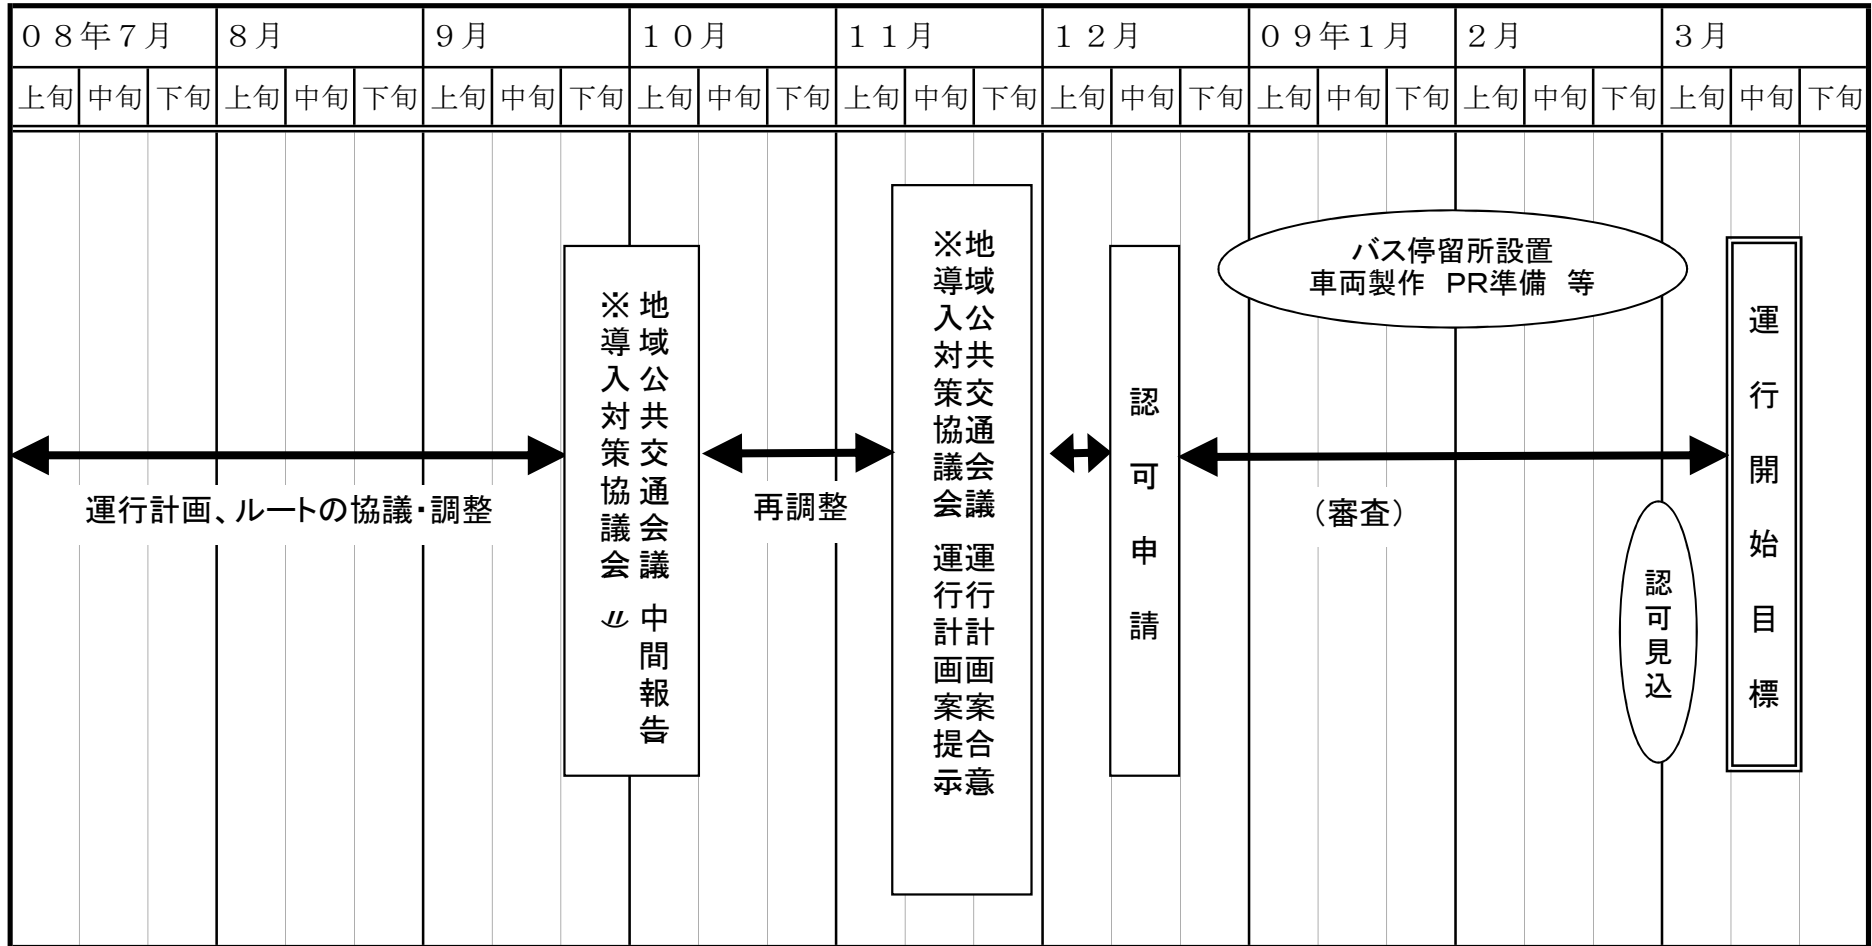 ０８年７月 ８月 ９月 １０月 １１月 １２月 ０９年１月 ２月 ３月
上旬 中旬 下旬 上旬 中旬 下旬 上旬 中旬 下旬 上旬 中旬 下旬 上旬 中旬 下旬 上旬 中旬 下旬 上旬 中旬 下旬 上旬 中旬 下旬 上旬 中旬 下旬
運行計画、ルートの協議・調整
地域公共交通会議（中間報告）
※導入対策協議会（ 〃 ）
再調整
地域公共交通会議（運行計画案合意）
※導入対策協議会（運行計画案提示）
認可申請
バス停留所設置
車両製作　PR準備　等
（審査）
認可見込
運行開始目標